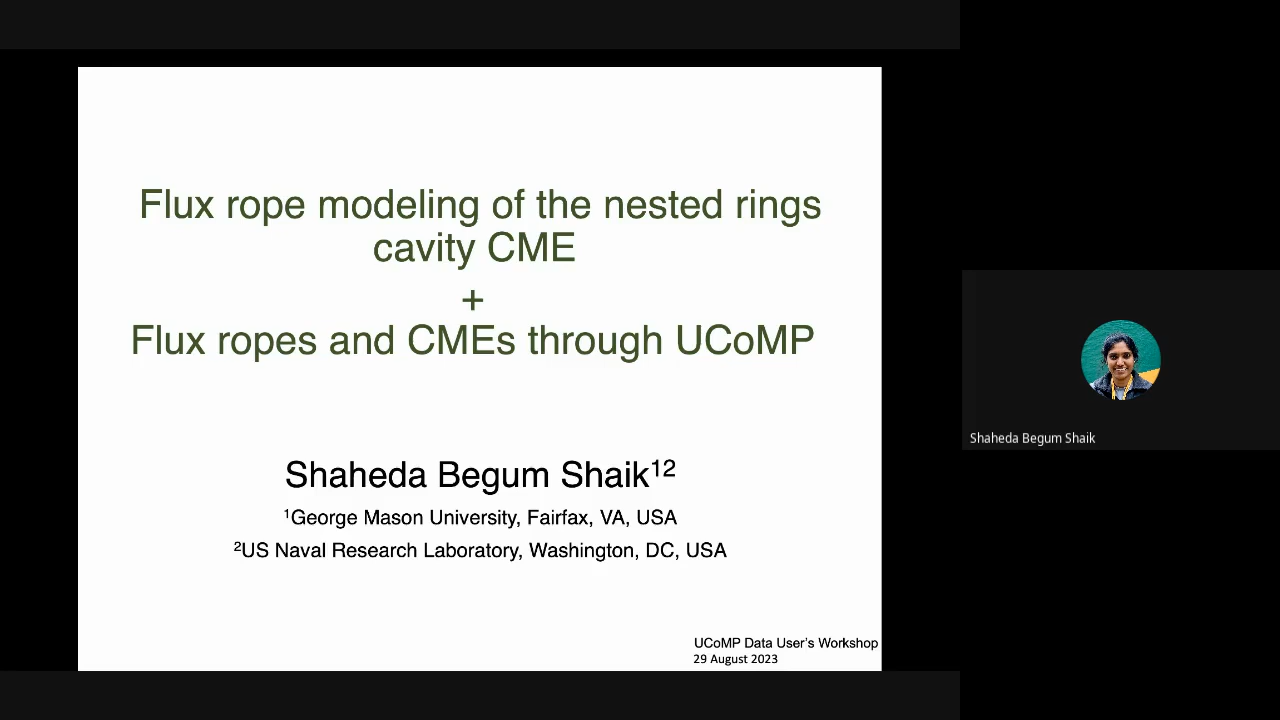 Flux rope modeling of the nested rings
cavity CME
+
Flux ropes and CMEs through UCoMP
Shaheda Begum Shaik¹²
¹George Mason University, Fairfax, VA, USA
²US Naval Research Laboratory, Washington, DC, USA
UCoMP Data User's Workshop
29 August 2023
Shaheda Begum Shaik